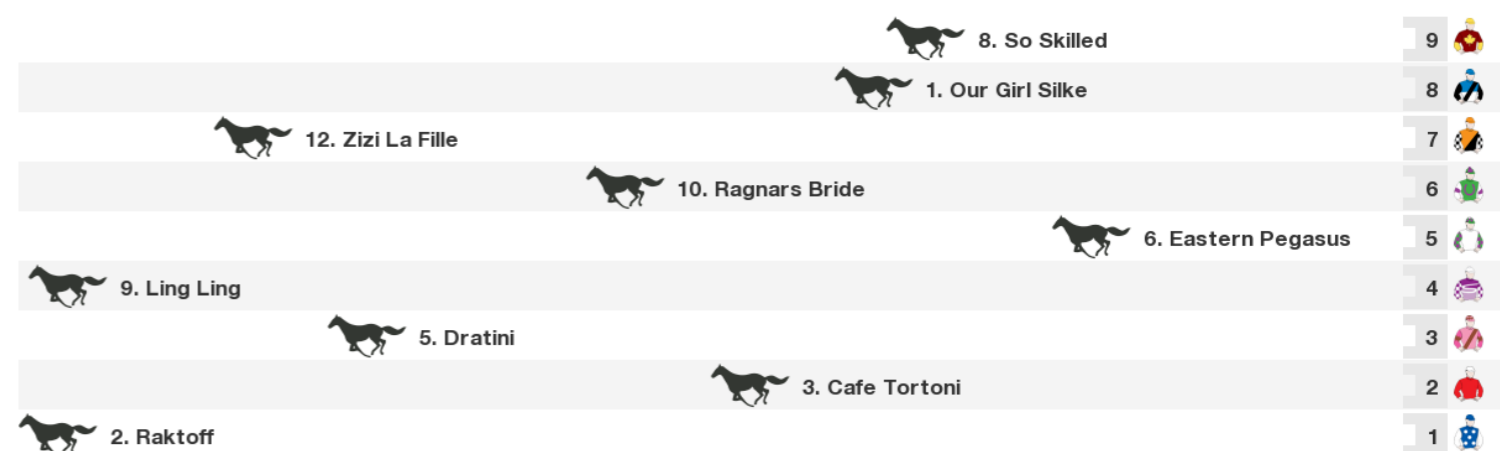 8. So Skilled 9
1. Our Girl Silke 8
12. Zizi La Fille 7
10. Ragnars Bride 6
6. Eastern Pegasus 5
9. Ling Ling 4
5. Dratini 3
3. Cafe Tortoni 2
2. Raktoff 1